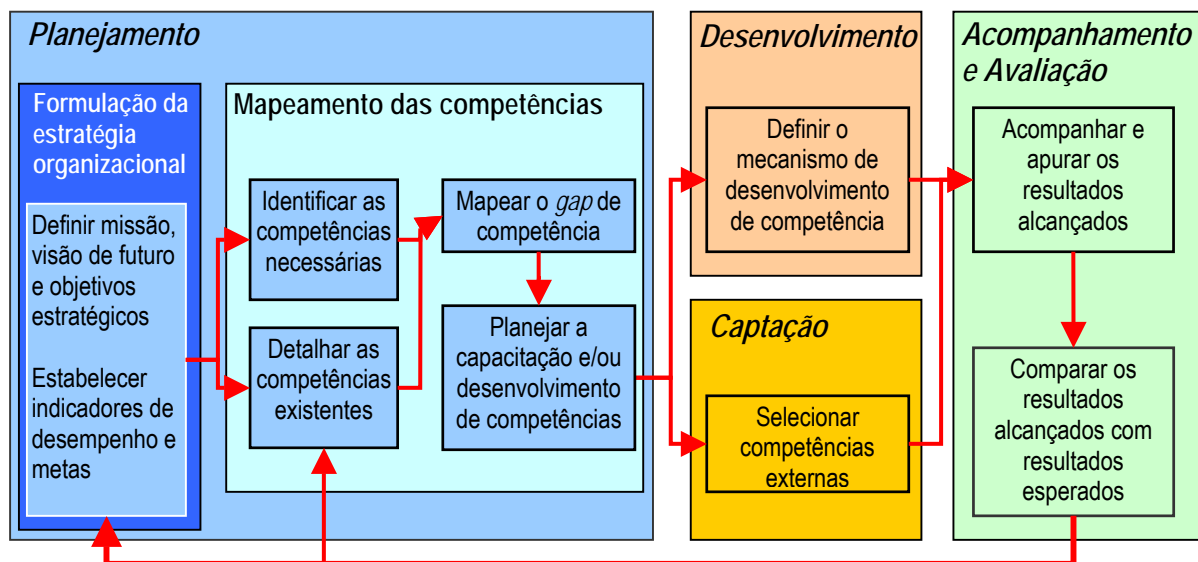 Planejamento
Formulação da
estratégia
organizacional
Definir missão,
visão de futuro
e objetivos
estratégicos
Estabelecer
indicadores de
desempenho e
metas
Mapeamento das competências
Identificar as
competências
necessárias
Detalhar as
competências
existentes
Mapear o gap de
competência
Planejar a
capacitação e/ou
desenvolvimento
de competências
Desenvolvimento
Definir o
mecanismo de
desenvolvimento
de competência
Captação
Selecionar
competências
externas
Acompanhamento
e Avaliação
Acompanhar e
apurar os
resultados
alcançados
Comparar os
resultados
alcançados com
resultados
esperados